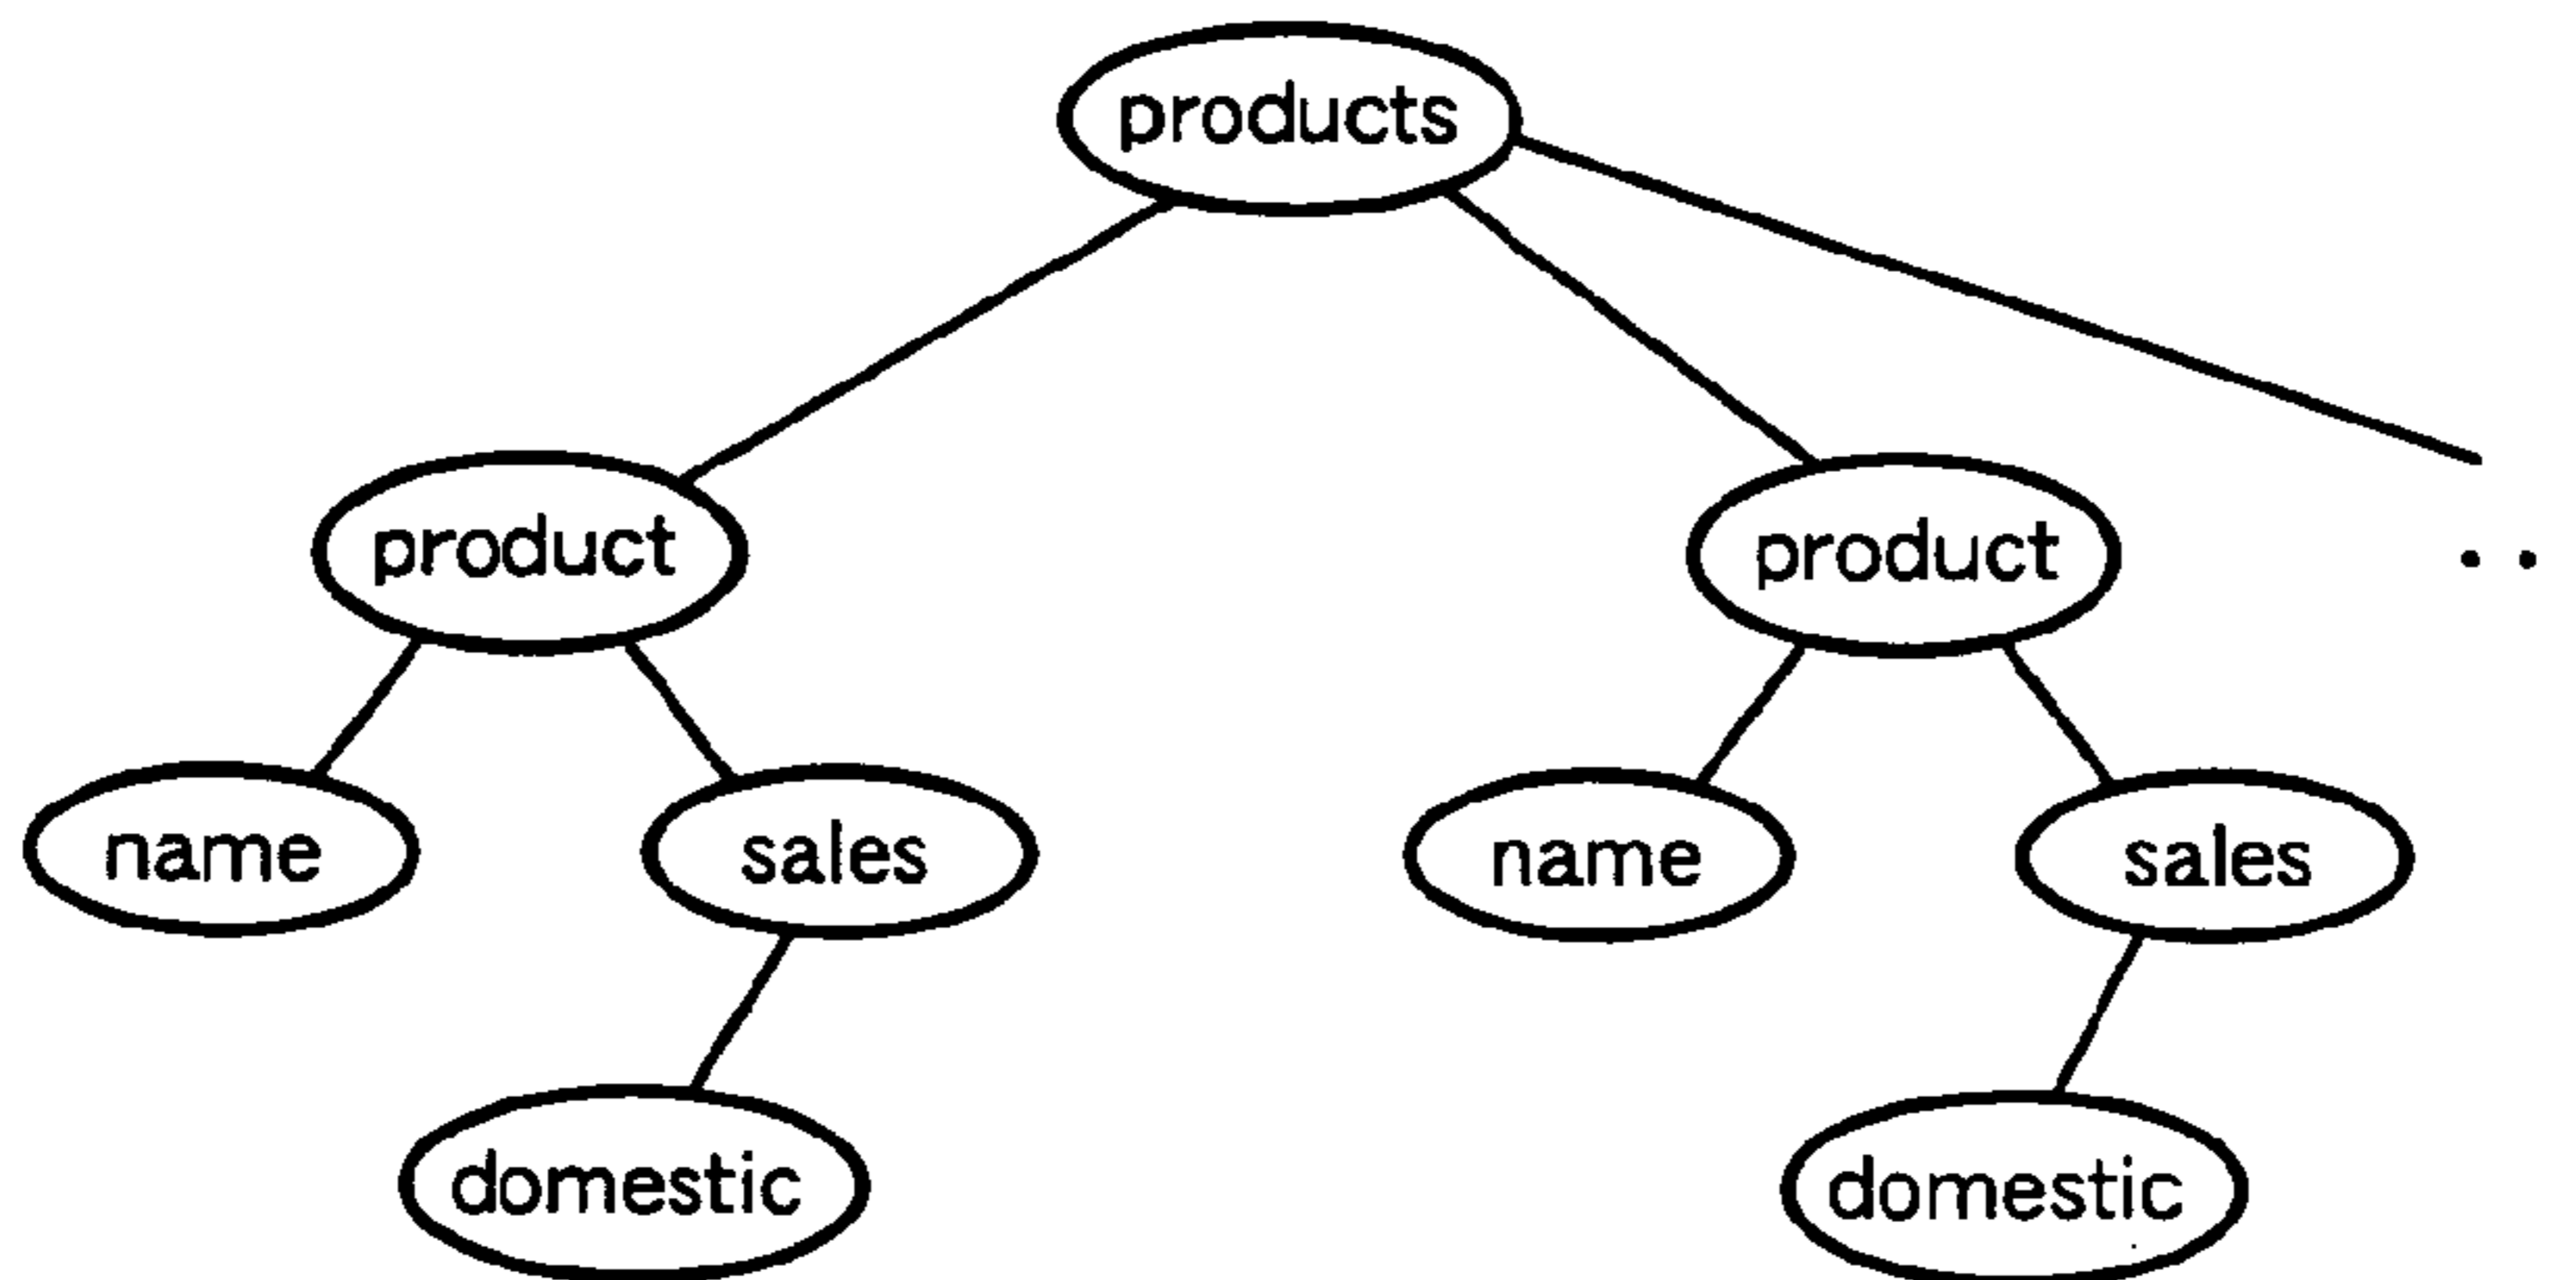 products
product product . .
name sales name sales
domestic domestic